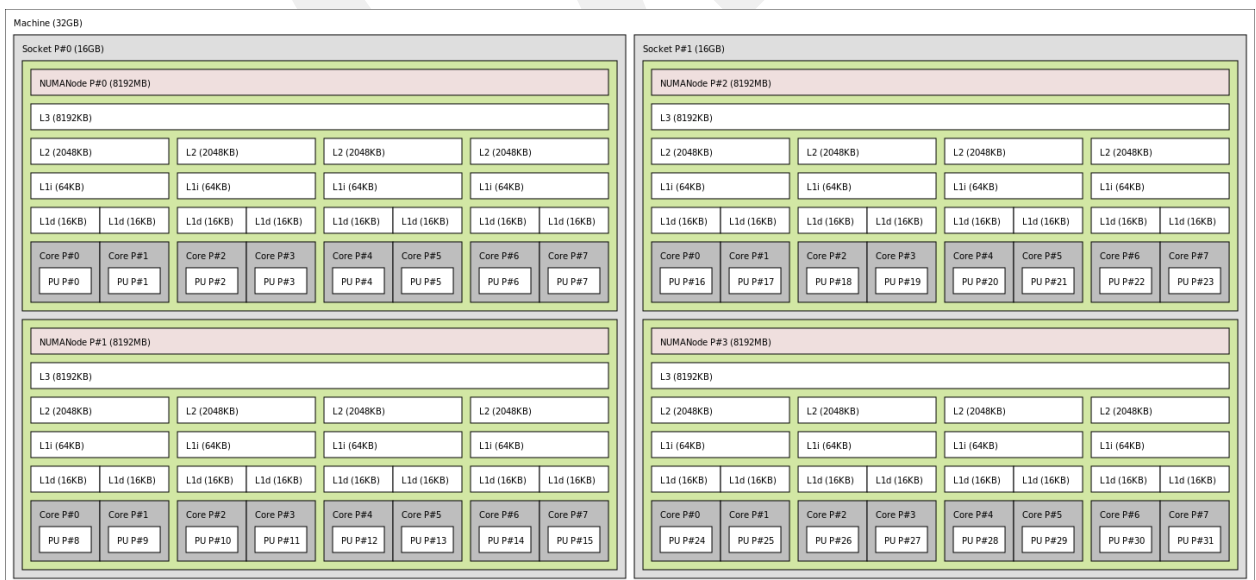 Machine (32GB)
Socket P#0 (16GB)
NUMANode P#0 (8192MB)
L3 (8192KB)
L2 (2048KB) L2 (2048KB) L2 (2048KB) L2 (2048KB)
L1i (64KB) L1i (64KB) L1i (64KB) L1i (64KB)
L1d (16KB) L1d (16KB) L1d (16KB) L1d (16KB) L1d (16KB) L1d (16KB) L1d (16KB) L1d (16KB)
Core P#0 Core P#1 Core P#2 Core P#3 Core P#4 Core P#5 Core P#6 Core P#7
PU P#0 PU P#1 PU P#2 PU P#3 PU P#4 PU P#5 PU P#6 PU P#7
NUMANode P#1 (8192MB)
L3 (8192KB)
L2 (2048KB) L2 (2048KB) L2 (2048KB) L2 (2048KB)
L1i (64KB) L1i (64KB) L1i (64KB) L1i (64KB)
L1d (16KB) L1d (16KB) L1d (16KB) L1d (16KB) L1d (16KB) L1d (16KB) L1d (16KB) L1d (16KB)
Core P#0 Core P#1 Core P#2 Core P#3 Core P#4 Core P#5 Core P#6 Core P#7
PU P#8 PU P#9 PU P#10 PU P#11 PU P#12 PU P#13 PU P#14 PU P#15
Socket P#1 (16GB)
NUMANode P#2 (8192MB)
L3 (8192KB)
L2 (2048KB) L2 (2048KB) L2 (2048KB) L2 (2048KB)
L1i (64KB) L1i (64KB) L1i (64KB) L1i (64KB)
L1d (16KB) L1d (16KB) L1d (16KB) L1d (16KB) L1d (16KB) L1d (16KB) L1d (16KB) L1d (16KB)
Core P#0 Core P#1 Core P#2 Core P#3 Core P#4 Core P#5 Core P#6 Core P#7
PU P#16 PU P#17 PU P#18 PU P#19 PU P#20 PU P#21 PU P#22 PU P#23
NUMANode P#3 (8192MB)
L3 (8192KB)
L2 (2048KB) L2 (2048KB) L2 (2048KB) L2 (2048KB)
L1i (64KB) L1i (64KB) L1i (64KB) L1i (64KB)
L1d (16KB) L1d (16KB) L1d (16KB) L1d (16KB) L1d (16KB) L1d (16KB) L1d (16KB) L1d (16KB)
Core P#0 Core P#1 Core P#2 Core P#3 Core P#4 Core P#5 Core P#6 Core P#7
PU P#24 PU P#25 PU P#26 PU P#27 PU P#28 PU P#29 PU P#30 PU P#31